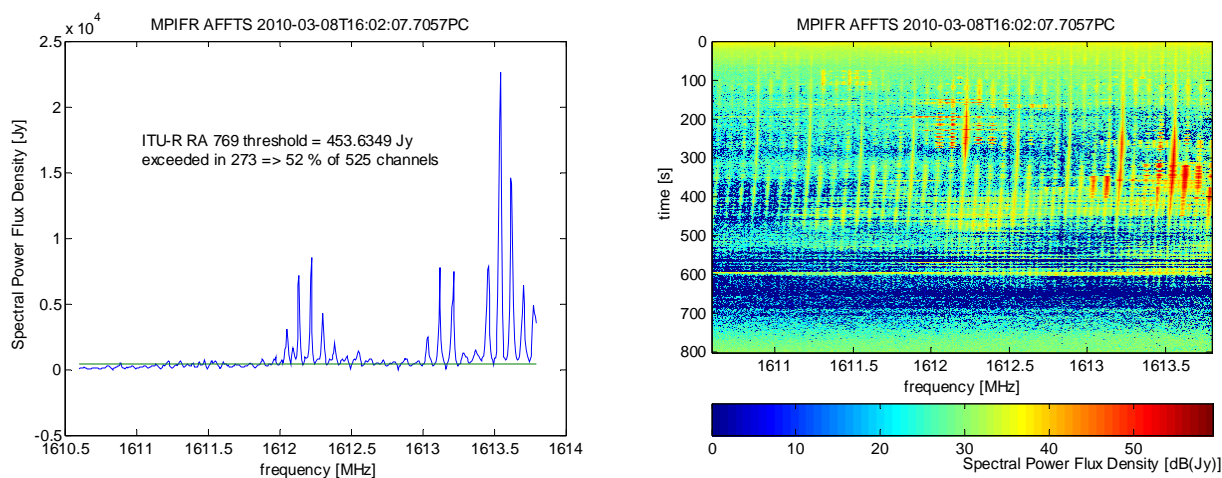 MPIFR AFFTS 2010-03-08T16:02:07.7057PC
x 10^4
2.5
2
1.5
1
0.5
0
-0.5
Spectral Power Flux Density [Jy]
ITU-R RA 769 threshold = 453.6349 Jy
exceeded in 273 => 52 % of 525 channels
1610.5 1611 1611.5 1612 1612.5 1613 1613.5 1614
frequency [MHz]
MPIFR AFFTS 2010-03-08T16:02:07.7057PC
0
100
200
300
400
500
600
700
800
time [s]
1611 1611.5 1612 1612.5 1613 1613.5
frequency [MHz]
0 10 20 30 40 50
Spectral Power Flux Density [dB(Jy)]